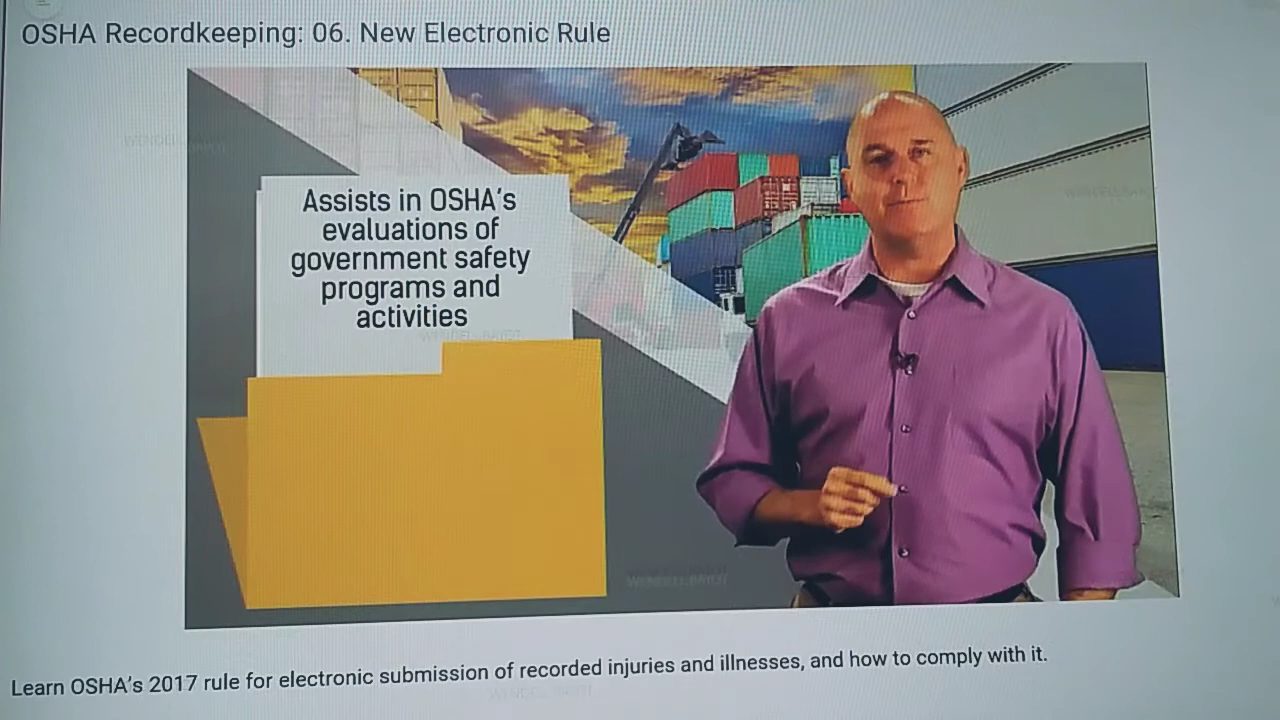 OSHA Recordkeeping: 06. New Electronic Rule
Assists in OSHA's
evaluations of
government safety
programs and
activities
Learn OSHA's 2017 rule for electronic submission of recorded injuries and illnesses, and how to comply with it.